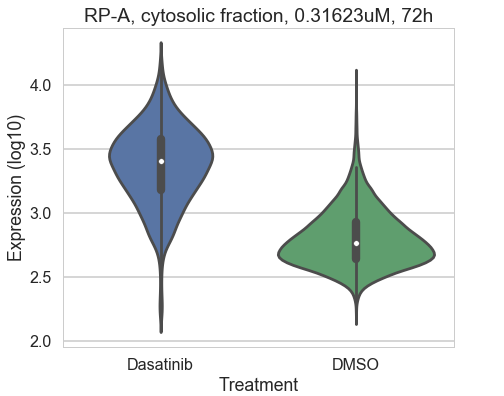 RP-A, cytosolic fraction, 0.31623uM, 72h
Expression (log10)
4.0
3.5
3.0
2.5
2.0
Dasatinib DMSO
Treatment